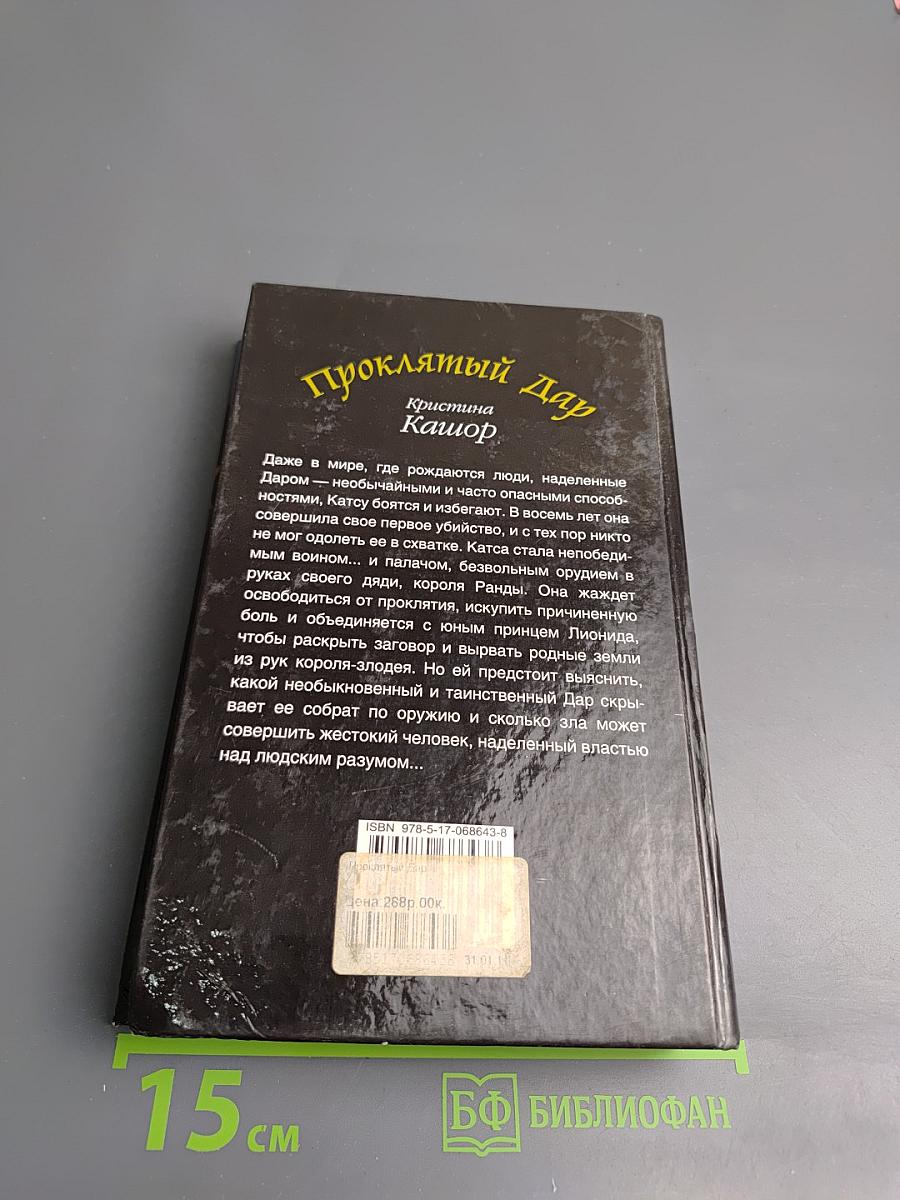 Проклятый Дар
Кристина
Кашор
Даже в мире, где рождаются люди, наделенные
Даром — необычайными и часто опасными способ-
ностями, Катсу боятся и избегают. В восемь лет она
совершила свое первое убийство, и с тех пор никто
не мог одолеть ее в схватке. Катса стала непобеди-
мым воином... и палачом, безвольным орудием в
руках своего дяди, короля Ранды. Она жаждет
освободиться от проклятия, искупить причиненную
боль и объединяется с юным принцем Лионида,
чтобы раскрыть заговор и вырвать родные земли
из рук короля-злодея. Но ей предстоит выяснить,
какой необыкновенный и таинственный Дар скры-
вает ее собрат по оружию и сколько зла может
совершить жестокий человек, наделенный властью
над людским разумом...
ISBN 978-5-17-068643-8
Проклятый Дар
Цена:268р.00к.
31.01.1
15 см
БФ БИБЛИОФАН